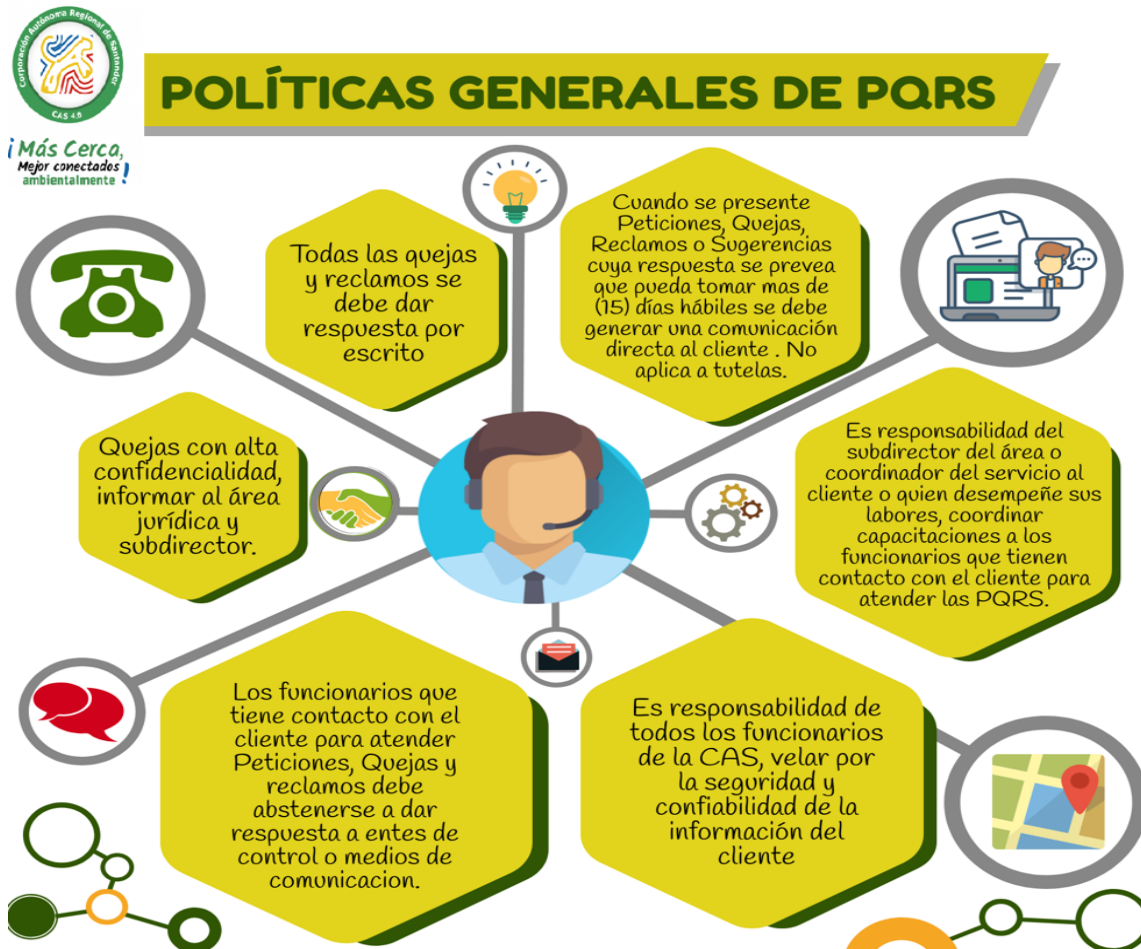 Corporación Autónoma Regional de Santander
CAS 4.0
¡Más Cerca,
Mejor conectados
ambientalmente!
POLÍTICAS GENERALES DE PQRS
Todas las quejas
y reclamos se
debe dar
respuesta por
escrito
Cuando se presente
Peticiones, Quejas,
Reclamos o Sugerencias
cuya respuesta se prevea
que pueda tomar mas de
(15) días hábiles se debe
generar una comunicación
directa al cliente . No
aplica a tutelas.
Quejas con alta
confidencialidad,
informar al área
jurídica y
subdirector.
Es responsabilidad del
subdirector del área o
coordinador del servicio al
cliente o quien desempeñe sus
labores, coordinar
capacitaciones a los
funcionarios que tienen
contacto con el cliente para
atender las PQRS.
Los funcionarios que
tiene contacto con el
cliente para atender
Peticiones, Quejas y
reclamos debe
abstenerse a dar
respuesta a entes de
control o medios de
comunicacion.
Es responsabilidad de
todos los funcionarios
de la CAS, velar por
la seguridad y
confiabilidad de la
información del
cliente